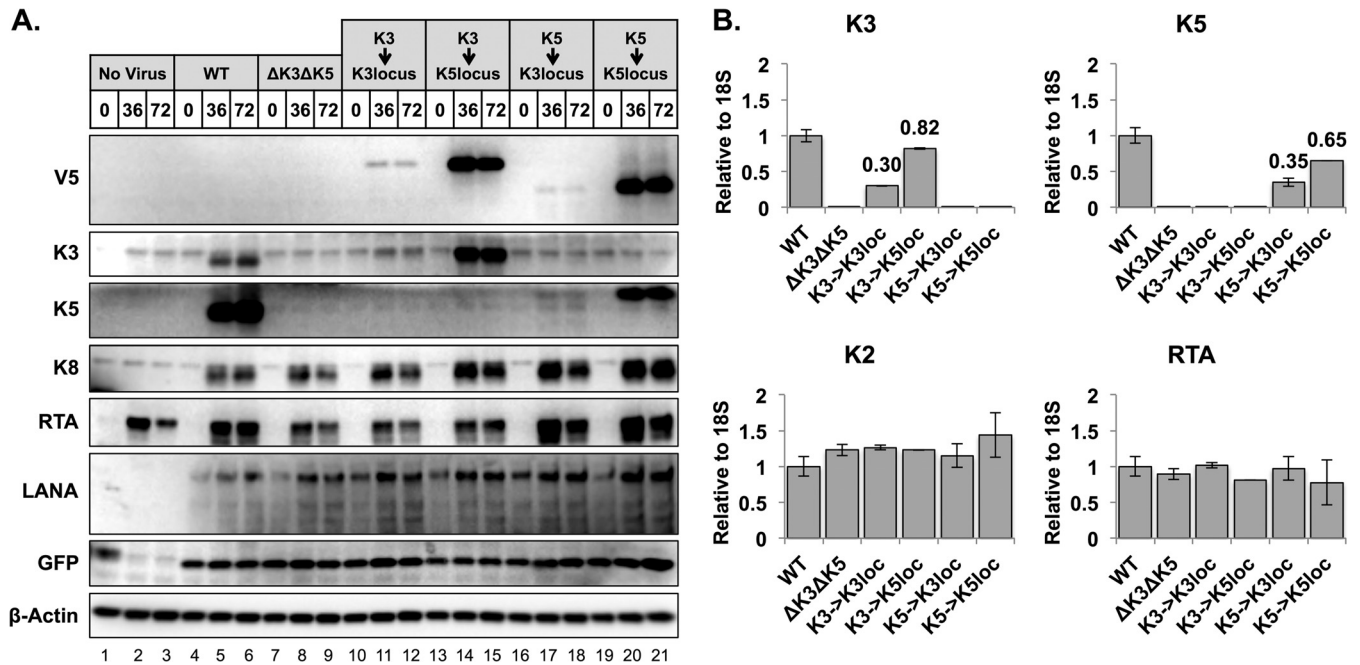 A.
K3 K3 K5 K5
No Virus WT ΔK3ΔK5 K3locus K5locus K3locus K5locus
0 36 72 0 36 72 0 36 72 0 36 72 0 36 72 0 36 72 0 36 72
V5
K3
K5
K8
RTA
LANA
GFP
β-Actin
1 2 3 4 5 6 7 8 9 10 11 12 13 14 15 16 17 18 19 20 21
B.
K3
Relative to 18S
2
1.5
1
0.5
0
0.30
0.82
WT
ΔK3ΔK5
K3->K3loc
K3->K5loc
K5->K3loc
K5->K5loc
K5
Relative to 18S
2
1.5
1
0.5
0
0.35
0.65
WT
ΔK3ΔK5
K3->K3loc
K3->K5loc
K5->K3loc
K5->K5loc
K2
Relative to 18S
2
1.5
1
0.5
0
WT
ΔK3ΔK5
K3->K3loc
K3->K5loc
K5->K3loc
K5->K5loc
RTA
Relative to 18S
2
1.5
1
0.5
0
WT
ΔK3ΔK5
K3->K3loc
K3->K5loc
K5->K3loc
K5->K5loc